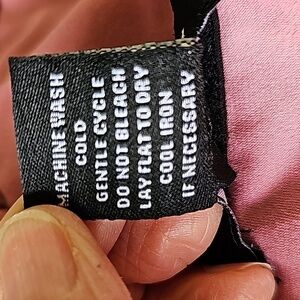 MACHINE WASH
COLD
GENTLE CYCLE
DO NOT BLEACH
LAY FLAT TO DRY
COOL IRON
IF NECESSARY